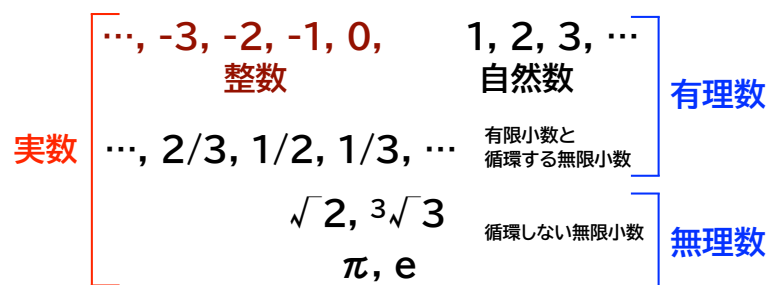 …, -3, -2, -1, 0, 1, 2, 3, …
整数 自然数
有理数
実数
…, 2/3, 1/2, 1/3, …
有限小数と
循環する無限小数
√2, ³√3
循環しない無限小数
無理数
π, e